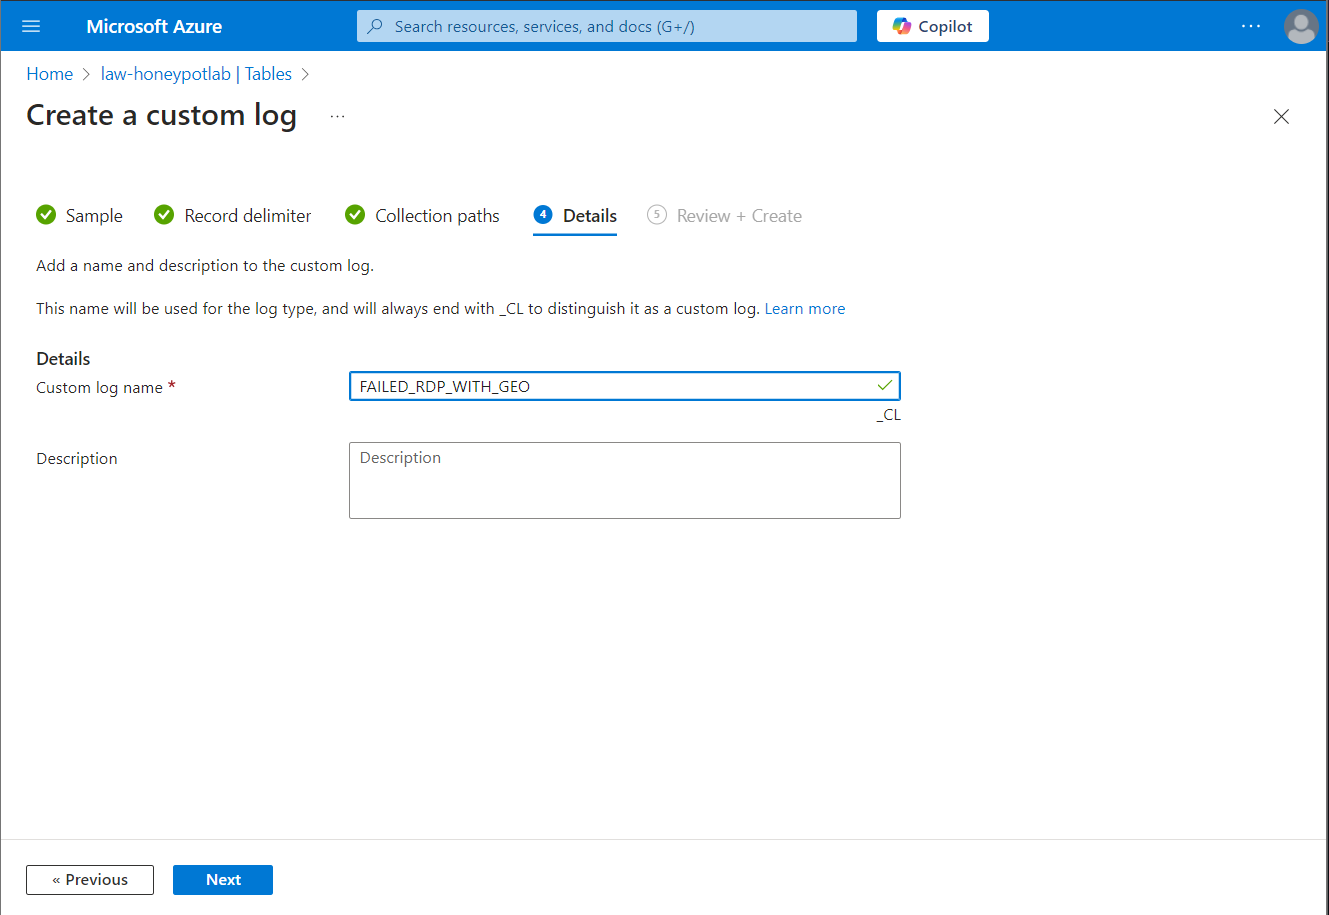 Microsoft Azure
Search resources, services, and docs (G+/)
Copilot
Home > law-honeypotlab | Tables >
Create a custom log ...
Sample
Record delimiter
Collection paths
4 Details
5 Review + Create
Add a name and description to the custom log.
This name will be used for the log type, and will always end with _CL to distinguish it as a custom log. Learn more
Details
Custom log name *
FAILED_RDP_WITH_GEO
_CL
Description
Description
« Previous
Next